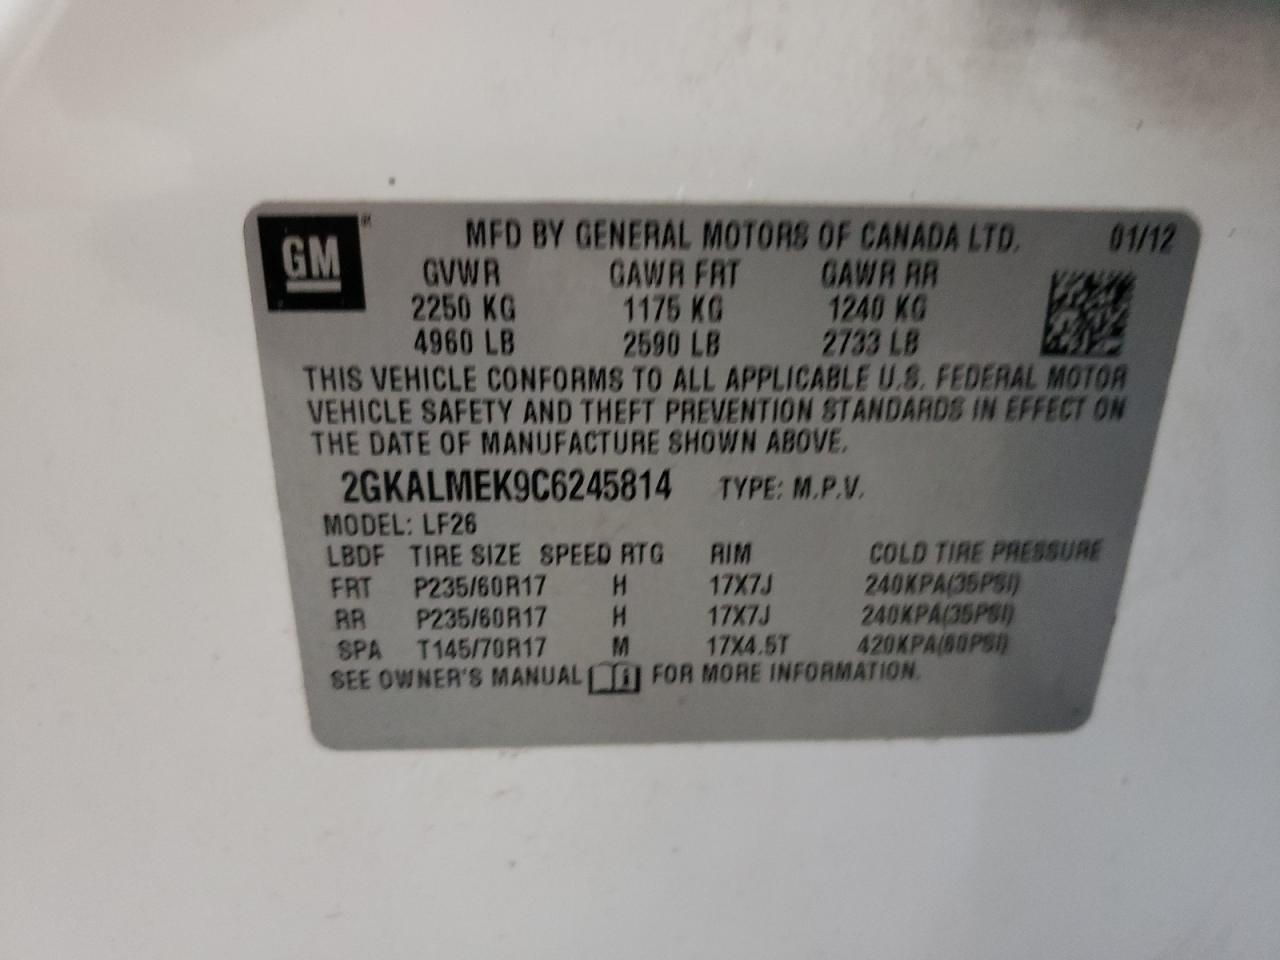 GM
MFD BY GENERAL MOTORS OF CANADA LTD. 01/12
GVWR GAWR FRT GAWR RR
2250 KG 1175 KG 1240 KG
4960 LB 2590 LB 2733 LB
THIS VEHICLE CONFORMS TO ALL APPLICABLE U.S. FEDERAL MOTOR
VEHICLE SAFETY AND THEFT PREVENTION STANDARDS IN EFFECT ON
THE DATE OF MANUFACTURE SHOWN ABOVE.
2GKALMEK9C6245814 TYPE: M.P.V.
MODEL: LF26
LBDF TIRE SIZE SPEED RTG RIM COLD TIRE PRESSURE
FRT P235/60R17 H 17X7J 240KPA(35PSI)
RR P235/60R17 H 17X7J 240KPA(35PSI)
SPA T145/70R17 M 17X4.5T 420KPA(60PSI)
SEE OWNER'S MANUAL FOR MORE INFORMATION.